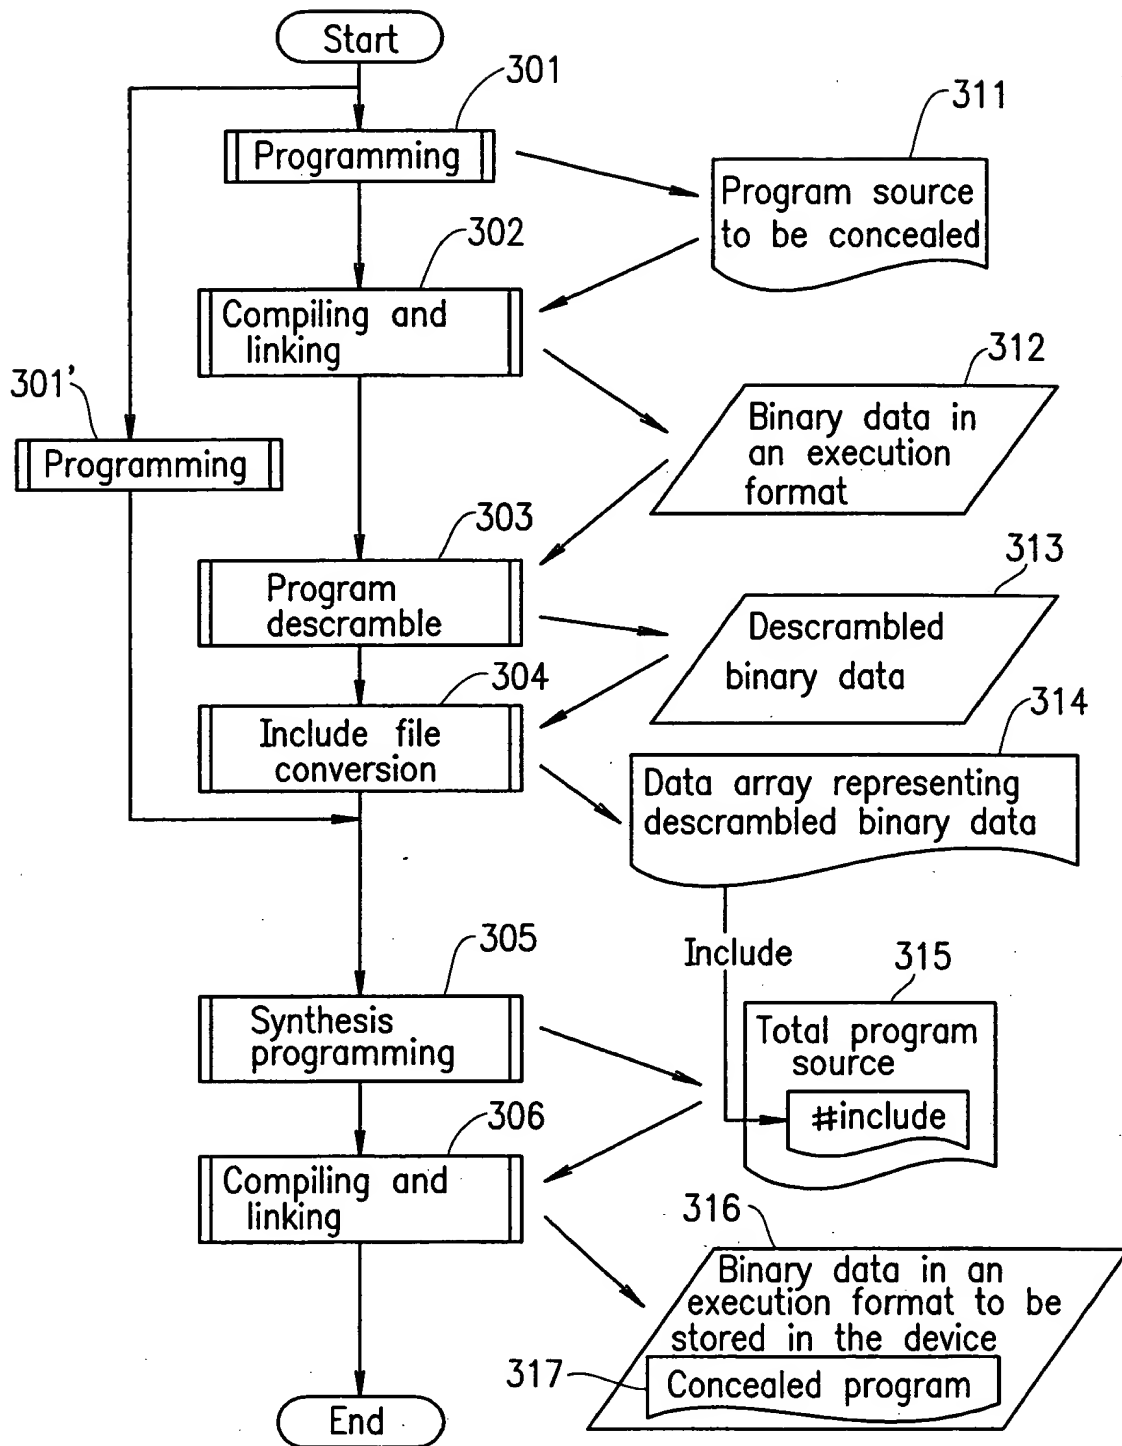 Start
301
Programming
311
Program source
to be concealed
302
Compiling and
linking
312
Binary data in
an execution
format
301'
Programming
303
Program
descramble
313
Descrambled
binary data
304
Include file
conversion
314
Data array representing
descrambled binary data
Include
305
Synthesis
programming
315
Total program
source
#include
306
Compiling and
linking
316
Binary data in an
execution format to be
stored in the device
317
Concealed program
End